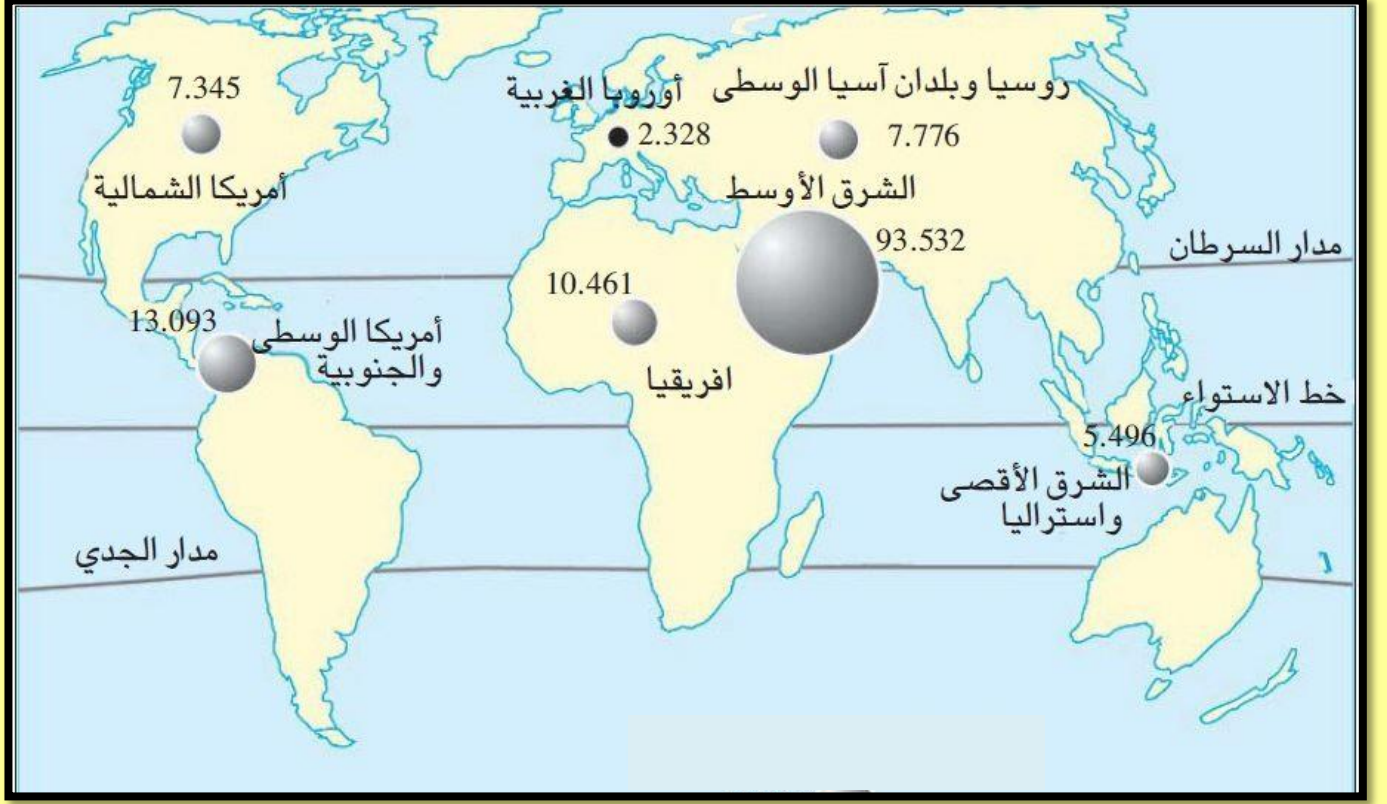 7.345
أمريكا الشمالية
أوروبا الغربية
2.328
روسيا وبلدان آسيا الوسطى
7.776
الشرق الأوسط
93.532
مدار السرطان
10.461
افريقيا
13.093
أمريكا الوسطى
والجنوبية
خط الاستواء
5.496
الشرق الأقصى
واستراليا
مدار الجدي